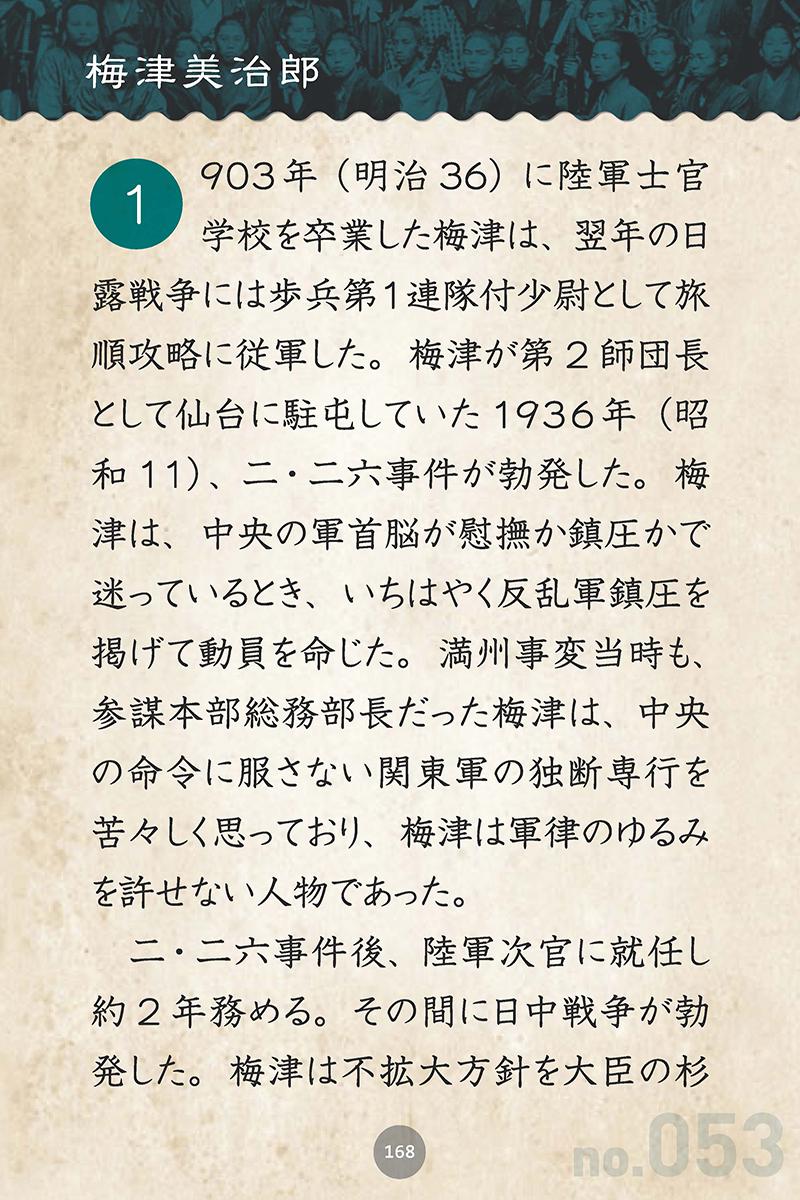 梅津美治郎
1903年（明治36）に陸軍士官
学校を卒業した梅津は、翌年の日
露戦争には歩兵第1連隊付少尉として旅
順攻略に従軍した。梅津が第2師団長
として仙台に駐屯していた1936年（昭
和11）、二・二六事件が勃発した。梅
津は、中央の軍首脳が慰撫か鎮圧かで
迷っているとき、いちはやく反乱軍鎮圧を
掲げて動員を命じた。満州事変当時も、
参謀本部総務部長だった梅津は、中央
の命令に服さない関東軍の独断専行を
苦々しく思っており、梅津は軍律のゆるみ
を許せない人物であった。
二・二六事件後、陸軍次官に就任し
約2年務める。その間に日中戦争が勃
発した。梅津は不拡大方針を大臣の杉
168
no.053